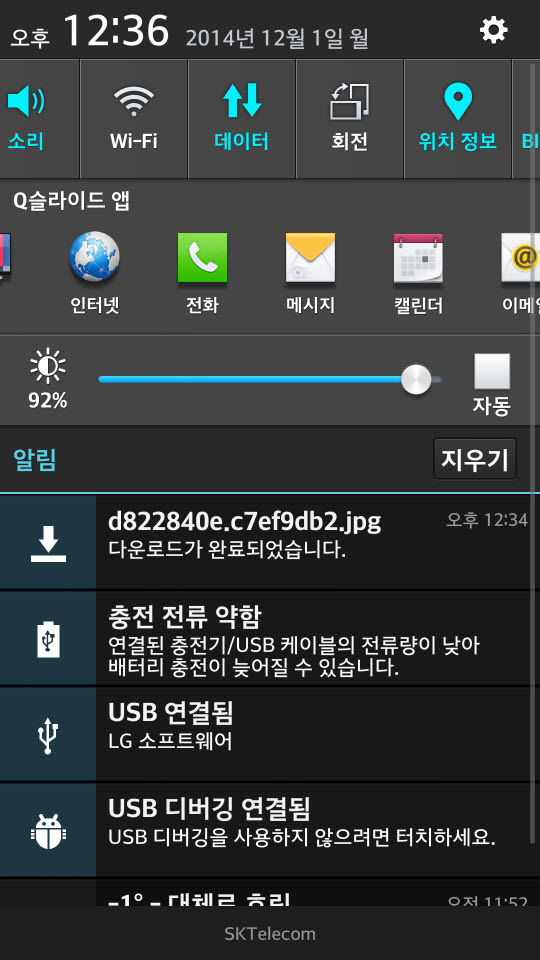 오후 12:36 2014년 12월 1일 월
소리 Wi-Fi 데이터 회전 위치 정보
Q슬라이드 앱
인터넷 전화 메시지 캘린더
92% 자동
알림 지우기
d822840e.c7ef9db2.jpg 오후 12:34
다운로드가 완료되었습니다.
충전 전류 약함
연결된 충전기/USB 케이블의 전류량이 낮아
배터리 충전이 늦어질 수 있습니다.
USB 연결됨
LG 소프트웨어
USB 디버깅 연결됨
USB 디버깅을 사용하지 않으려면 터치하세요.
-1° - 대체로 흐림 오전 11:52
SKTelecom